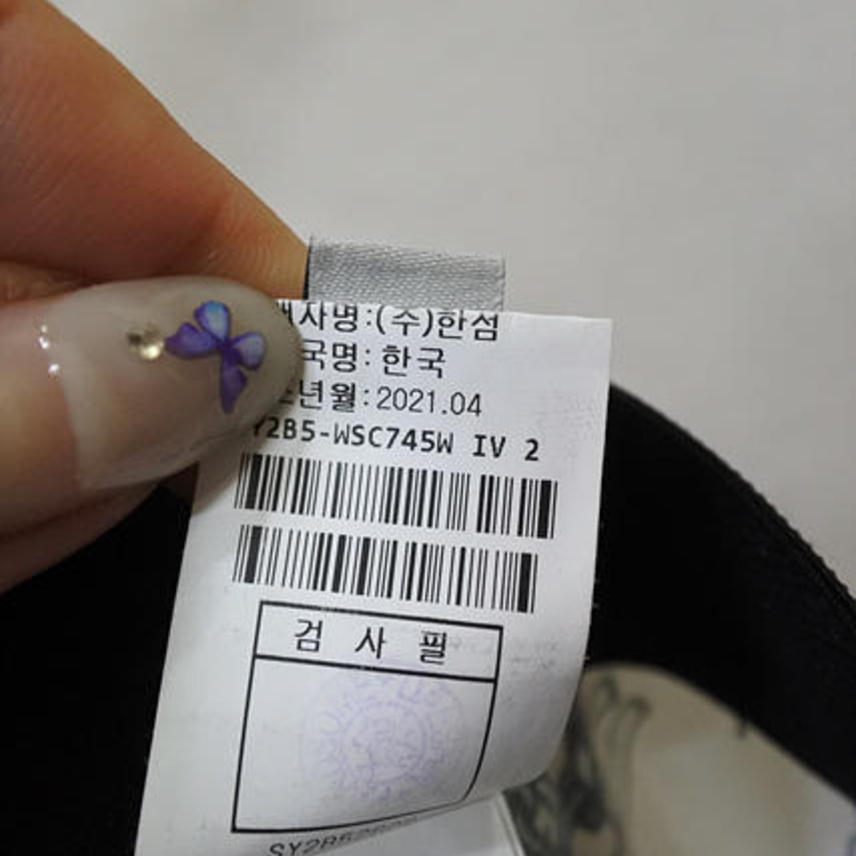 자명:(수)한섬
국명: 한국
년월:2021.04
Y2B5-WSC745W IV 2
검 사 필